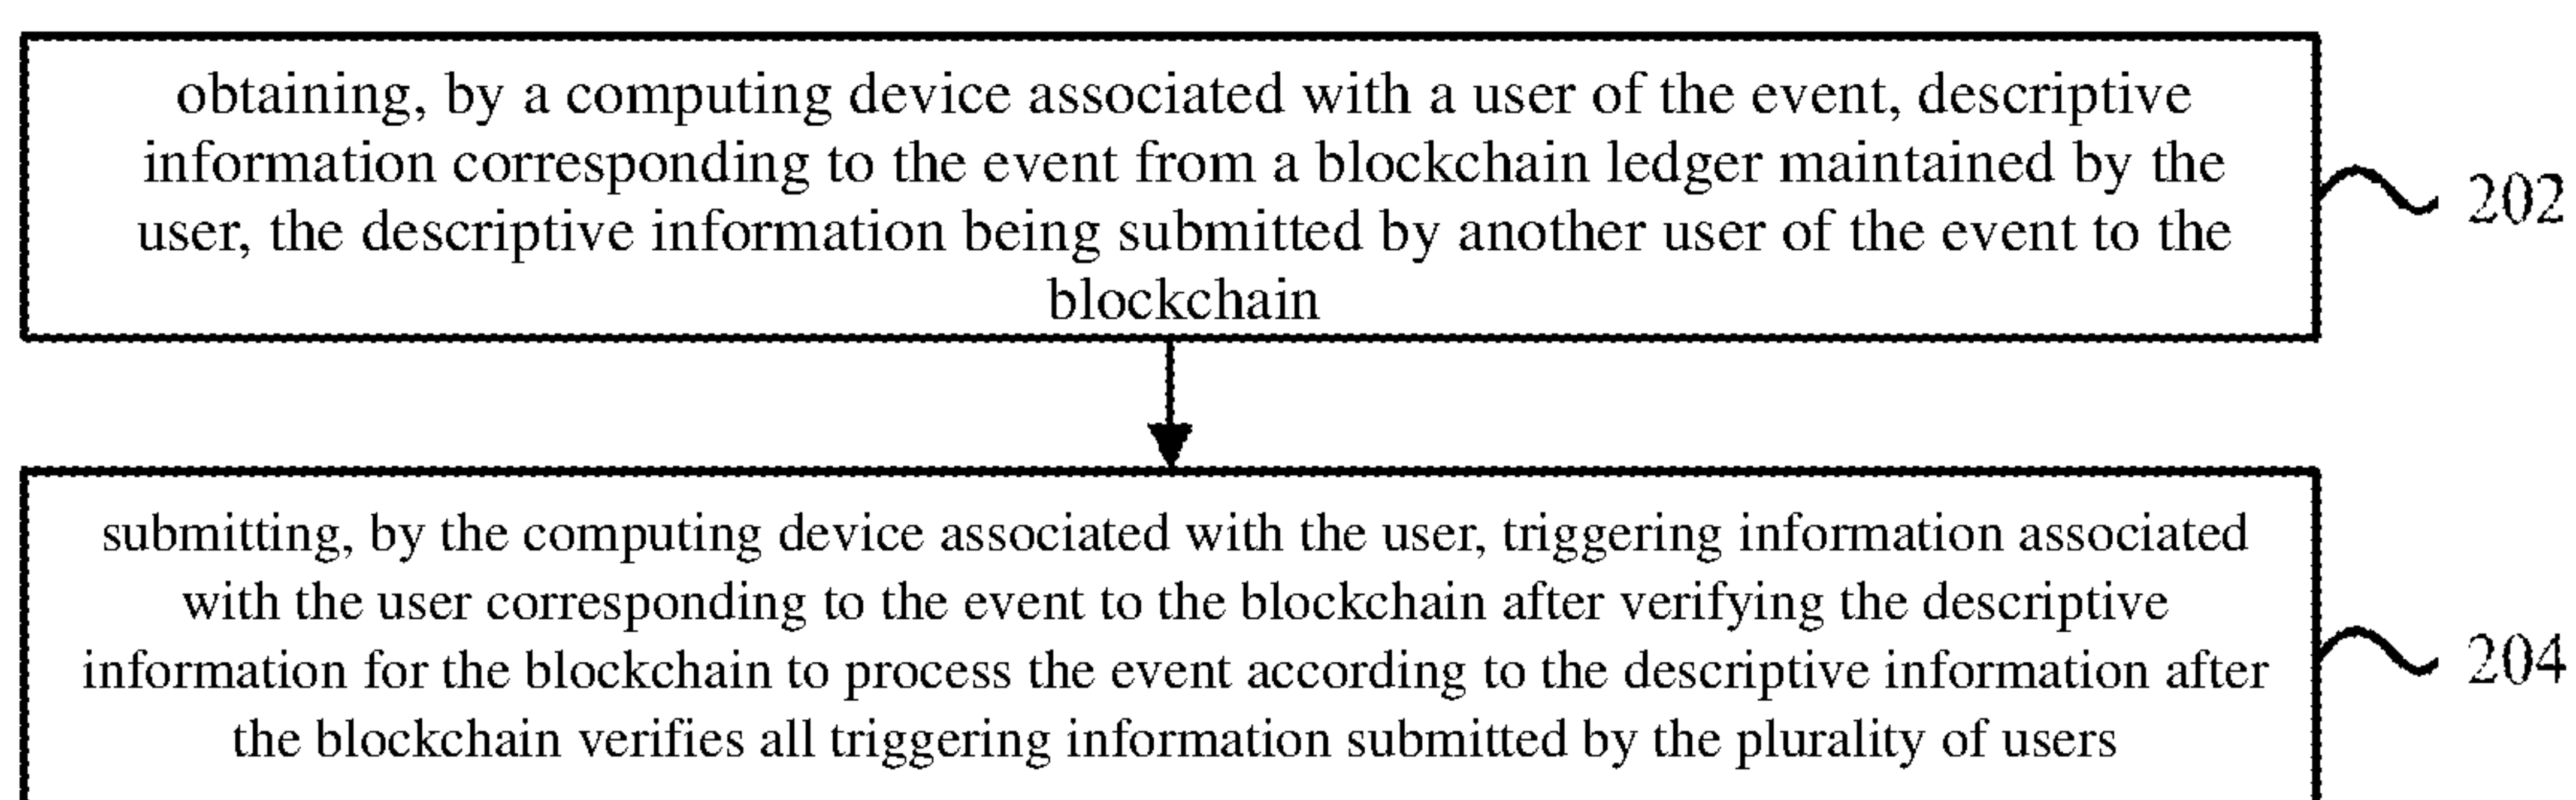 obtaining, by a computing device associated with a user of the event, descriptive
information corresponding to the event from a blockchain ledger maintained by the
user, the descriptive information being submitted by another user of the event to the
blockchain
202
submitting, by the computing device associated with the user, triggering information associated
with the user corresponding to the event to the blockchain after verifying the descriptive
information for the blockchain to process the event according to the descriptive information after
the blockchain verifies all triggering information submitted by the plurality of users
204